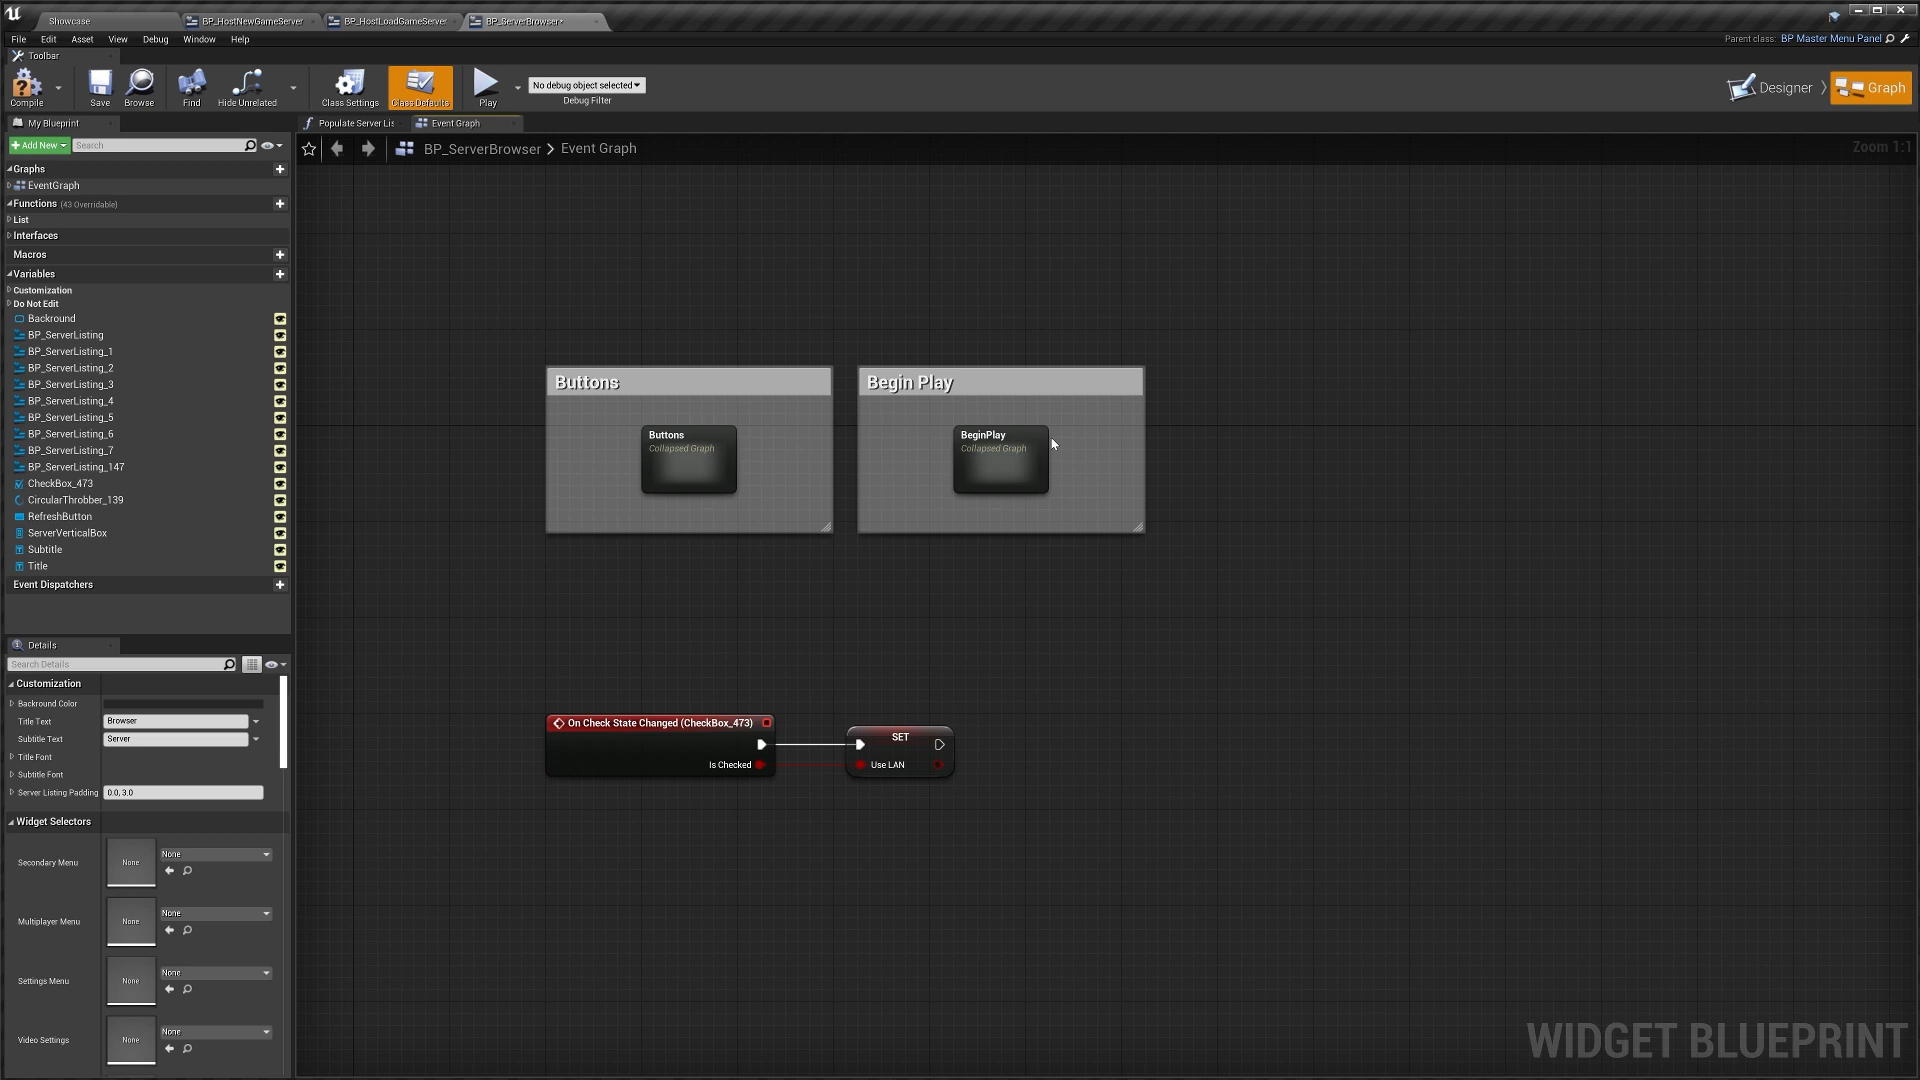 Showcase
BP_HostNewGameServer
BP_HostLoadGameServer
BP_ServerBrowser*
File Edit Asset View Debug Window Help
Parent class: BP Master Menu Panel
Toolbar
Compile
Save
Browse
Find
Hide Unrelated
Class Settings
Class Defaults
Play
No debug object selected
Debug Filter
Designer
Graph
My Blueprint
Populate Server Lis
Event Graph
Add New
Search
BP_ServerBrowser > Event Graph
Zoom 1:1
Graphs
EventGraph
Functions (43 Overridable)
List
Interfaces
Macros
Variables
Customization
Do Not Edit
Backround
BP_ServerListing
BP_ServerListing_1
BP_ServerListing_2
BP_ServerListing_3
BP_ServerListing_4
BP_ServerListing_5
BP_ServerListing_6
BP_ServerListing_7
BP_ServerListing_147
CheckBox_473
CircularThrobber_139
RefreshButton
ServerVerticalBox
Subtitle
Title
Event Dispatchers
Buttons
Buttons
Collapsed Graph
Begin Play
BeginPlay
Collapsed Graph
On Check State Changed (CheckBox_473)
Is Checked
SET
Use LAN
Details
Search Details
Customization
Backround Color
Title Text Browser
Subtitle Text Server
Title Font
Subtitle Font
Server Listing Padding 0.0, 3.0
Widget Selectors
Secondary Menu None None
Multiplayer Menu None None
Settings Menu None None
Video Settings None None
WIDGET BLUEPRINT